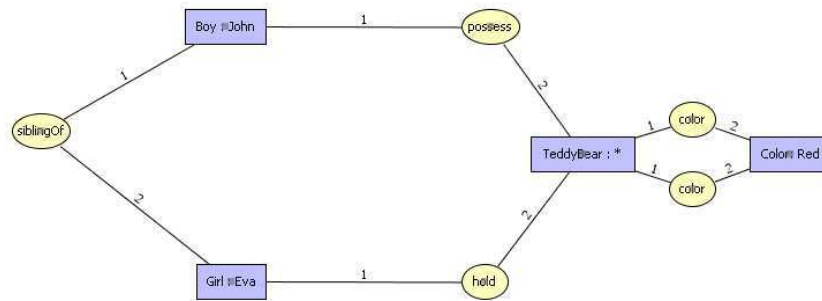 Boy : John
1
possess
1
2
siblingOf
color
1
2
TeddyBear : *
Color : Red
1
2
color
2
2
Girl : Eva
1
hold